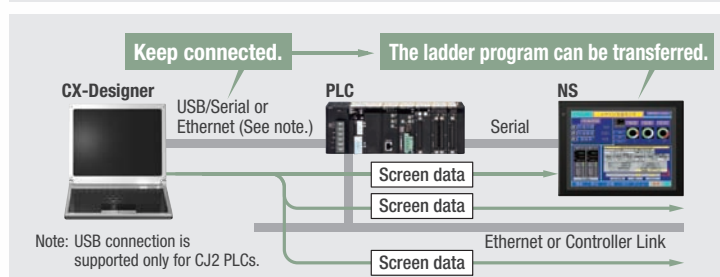 Keep connected.
The ladder program can be transferred.
CX-Designer
PLC
NS
USB/Serial or
Ethernet (See note.)
Serial
Screen data
Screen data
Ethernet or Controller Link
Screen data
Note: USB connection is
supported only for CJ2 PLCs.